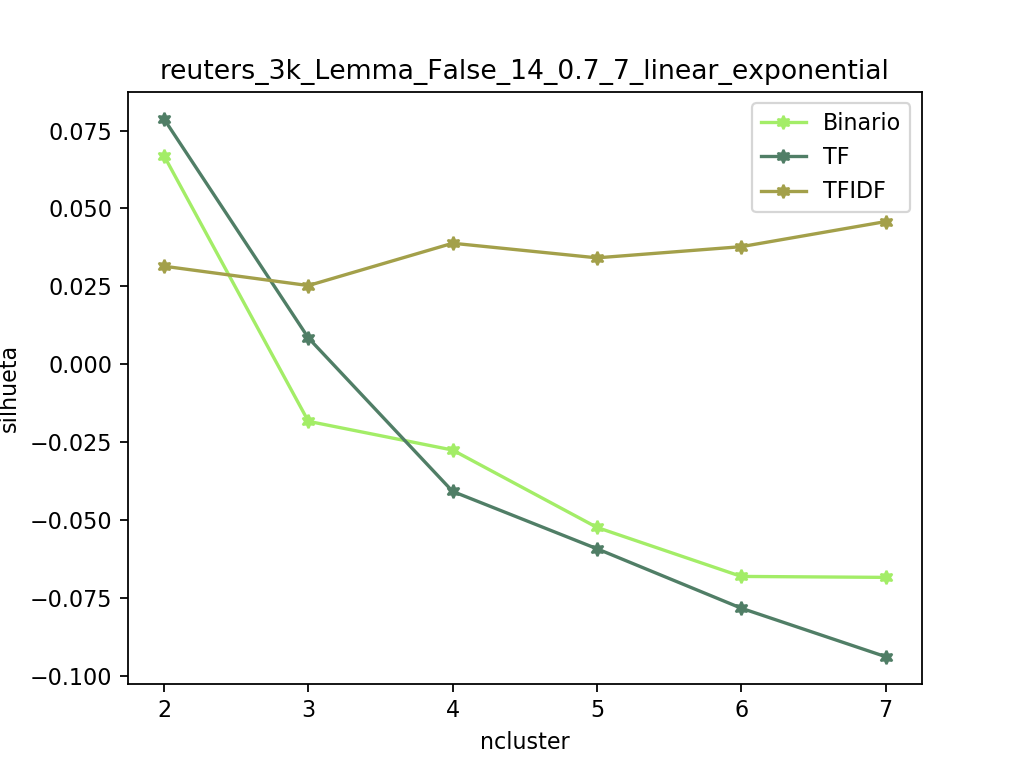 reuters_3k_Lemma_False_14_0.7_7_linear_exponential
Binario
TF
TFIDF
0.075
0.050
0.025
0.000
−0.025
−0.050
−0.075
−0.100
silhueta
2 3 4 5 6 7
ncluster